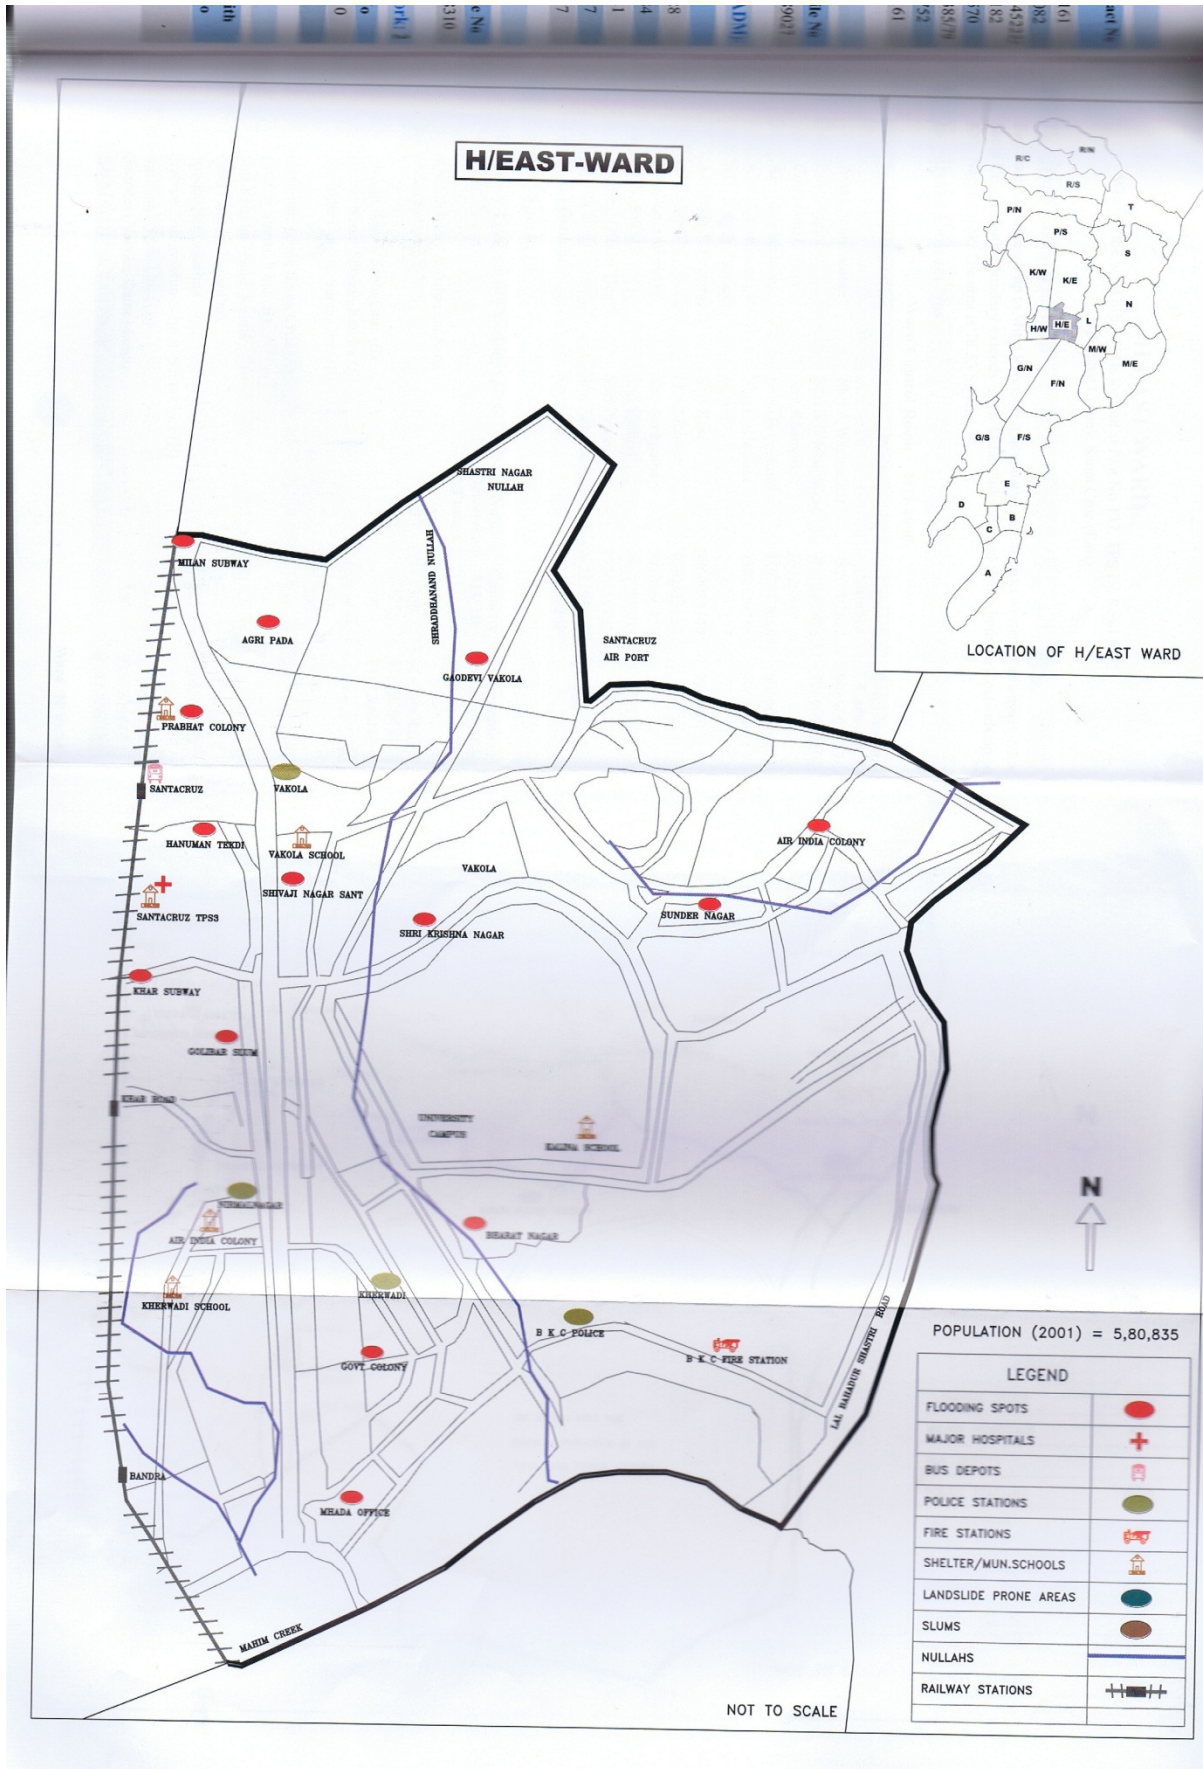 H/EAST-WARD
R/N
R/C
R/S
P/N
T
P/S
S
K/W
K/E
N
H/W
H/E
L
M/W
M/E
G/N
F/N
G/S
F/S
E
D
B
C
A
LOCATION OF H/EAST WARD
SHASTRI NAGAR
NULLAH
SHRADDHANAND NULLAH
MILAN SUBWAY
AGRI PADA
GAODEVI VAKOLA
SANTACRUZ
AIR PORT
PRABHAT COLONY
SANTACRUZ
VAKOLA
HANUMAN TEKDI
VAKOLA SCHOOL
AIR INDIA COLONY
VAKOLA
SHIVAJI NAGAR SANT
SANTACRUZ TPS3
SHRI KRISHNA NAGAR
SUNDER NAGAR
KHAR SUBWAY
GOLIBAR SLUM
KHAR ROAD
UNIVERSITY
CAMPUS
KALINA SCHOOL
NIRMALNAGAR
AIR INDIA COLONY
BHARAT NAGAR
N
KHERWADI SCHOOL
KHERWADI
B K C POLICE
B K C FIRE STATION
GOVT COLONY
LAL BAHADUR SHASTRI ROAD
BANDRA
MHADA OFFICE
MAHIM CREEK
POPULATION (2001) = 5,80,835
LEGEND
FLOODING SPOTS
MAJOR HOSPITALS
BUS DEPOTS
POLICE STATIONS
FIRE STATIONS
SHELTER/MUN.SCHOOLS
LANDSLIDE PRONE AREAS
SLUMS
NULLAHS
RAILWAY STATIONS
NOT TO SCALE